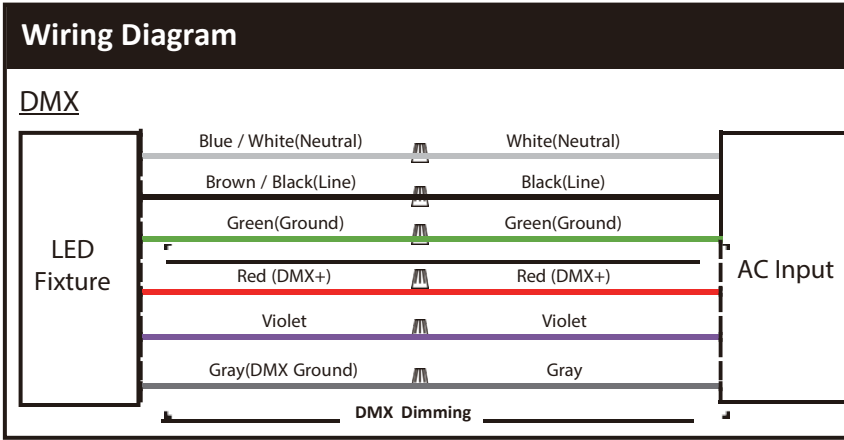 Wiring Diagram
DMX
Blue / White(Neutral) White(Neutral)
Brown / Black(Line) Black(Line)
Green(Ground) Green(Ground)
LED
Fixture
AC Input
Red (DMX+) Red (DMX+)
Violet Violet
Gray(DMX Ground) Gray
DMX Dimming